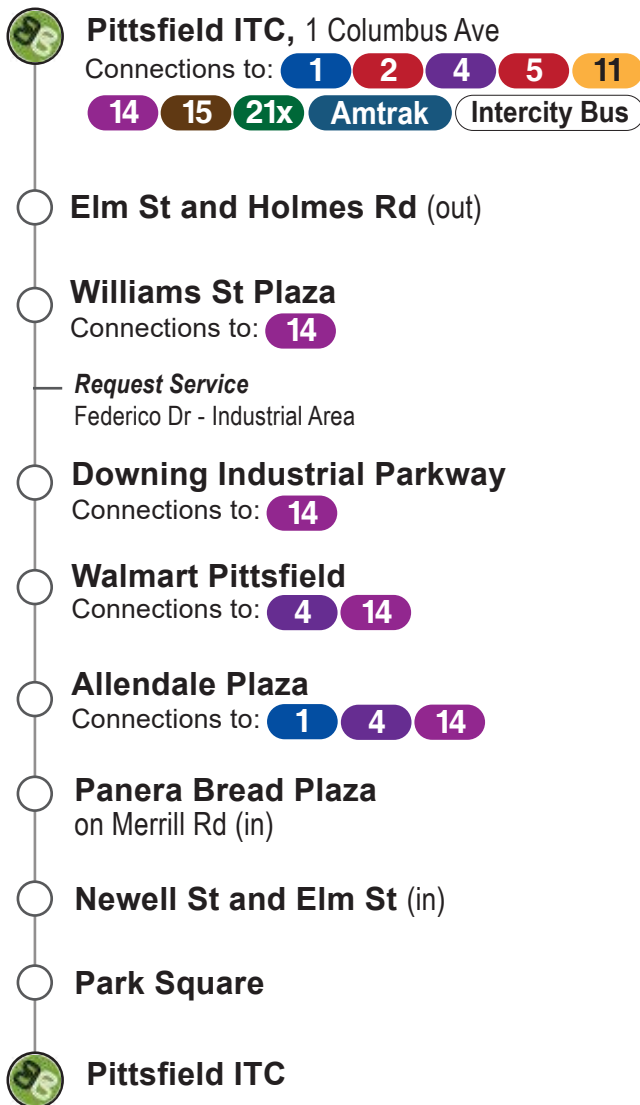 Pittsfield ITC, 1 Columbus Ave
Connections to: 1 2 4 5 11
14 15 21x Amtrak Intercity Bus
Elm St and Holmes Rd (out)
Williams St Plaza
Connections to: 14
Request Service
Federico Dr - Industrial Area
Downing Industrial Parkway
Connections to: 14
Walmart Pittsfield
Connections to: 4 14
Allendale Plaza
Connections to: 1 4 14
Panera Bread Plaza
on Merrill Rd (in)
Newell St and Elm St (in)
Park Square
Pittsfield ITC